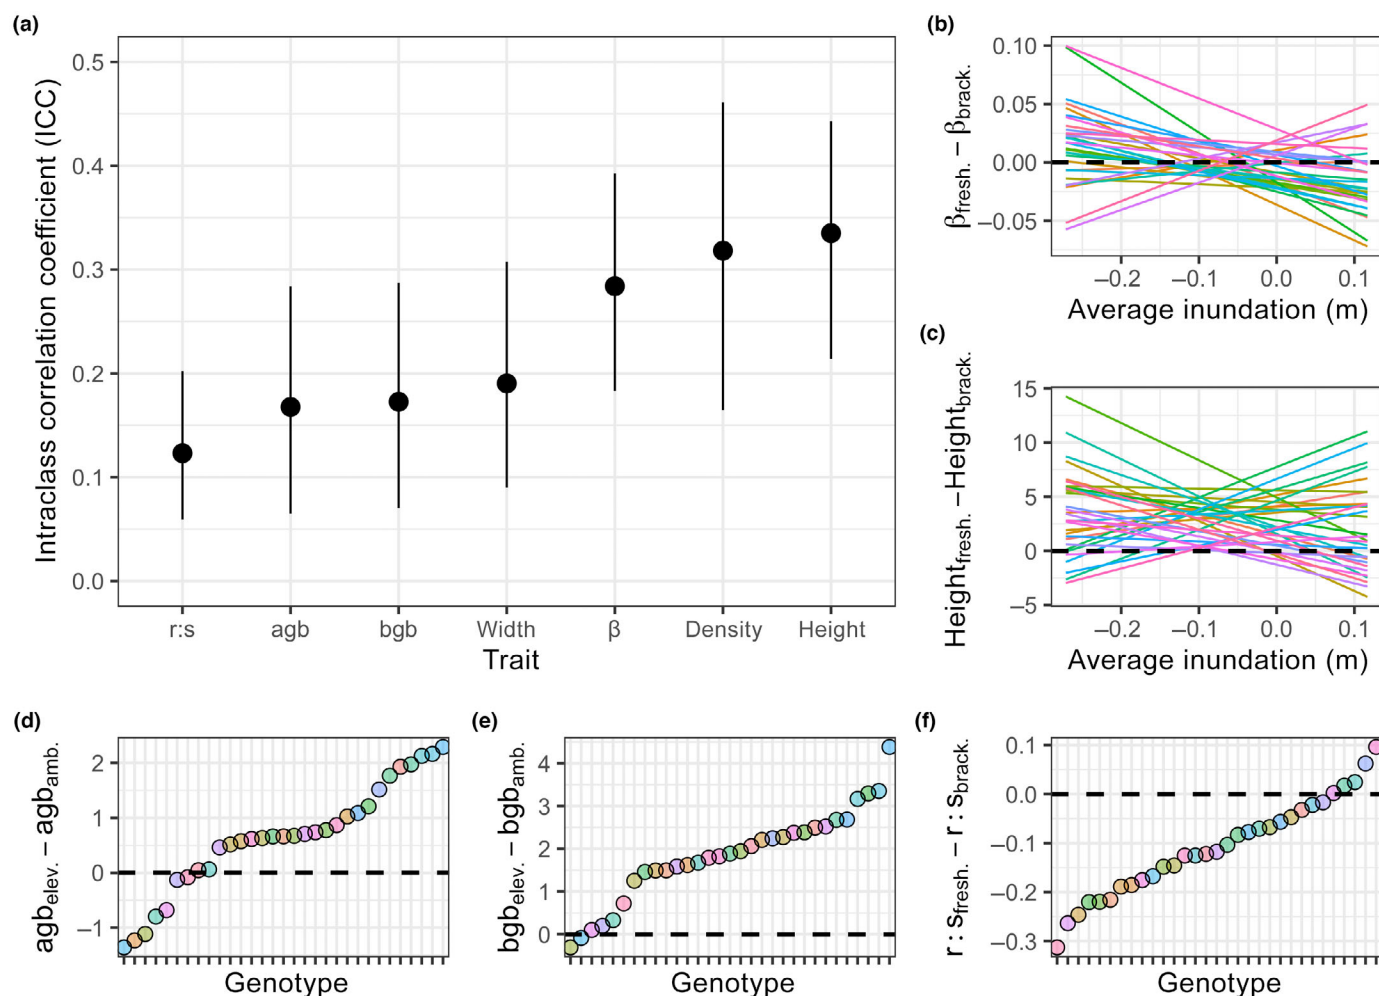 (a)
Intraclass correlation coefficient (ICC)
0.5
0.4
0.3
0.2
0.1
0.0
r:s agb bgb Width β Density Height
Trait
(b)
βfresh. − βbrack.
0.10
0.05
0.00
−0.05
−0.2 −0.1 0.0 0.1
Average inundation (m)
(c)
Heightfresh. −Heightbrack.
15
10
5
0
−5
−0.2 −0.1 0.0 0.1
Average inundation (m)
(d)
agbelev. − agbamb.
2
1
0
−1
Genotype
(e)
bgbelev. − bgbamb.
4
3
2
1
0
Genotype
(f)
r : sfresh. − r : sbrack.
0.1
0.0
−0.1
−0.2
−0.3
Genotype